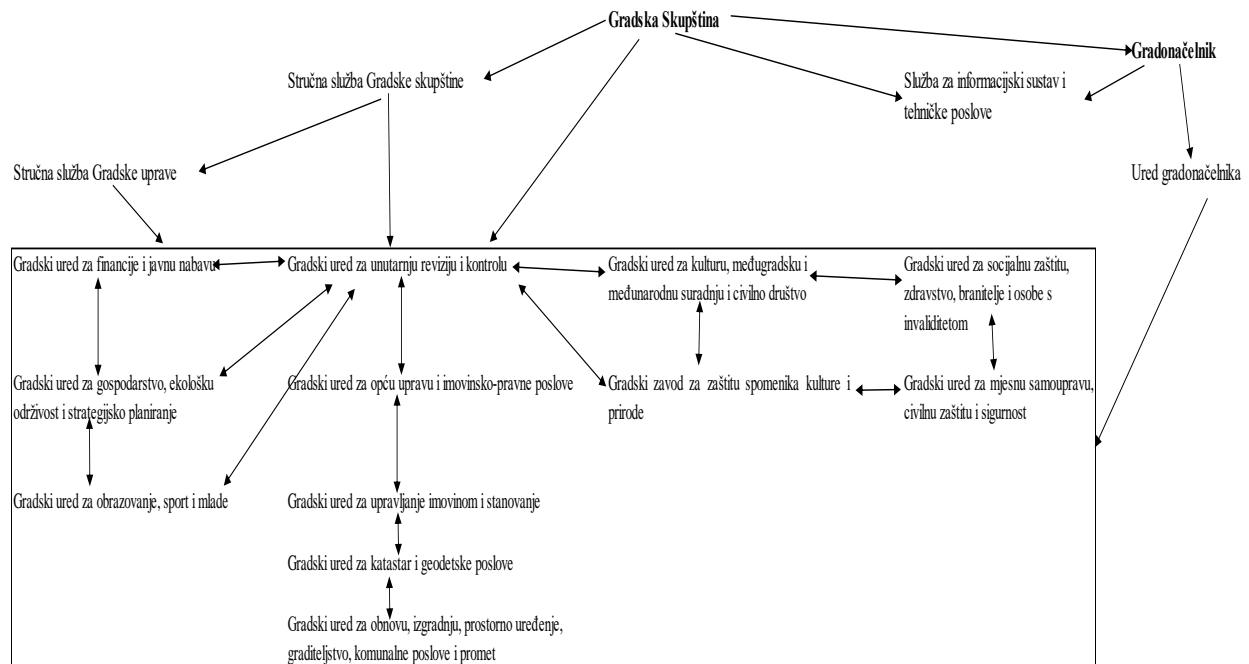 Gradska Skupština
Gradonačelnik
Stručna služba Gradske skupštine
Služba za informacijski sustav i
tehničke poslove
Stručna služba Gradske uprave
Ured gradonačelnika
Gradski ured za financije i javnu nabavu
Gradski ured za unutarnju reviziju i kontrolu
Gradski ured za kulturu, međugradsku i
međunarodnu suradnju i civilno društvo
Gradski ured za socijalnu zaštitu,
zdravstvo, branitelje i osobe s
invaliditetom
Gradski ured za gospodarstvo, ekološku
održivost i strategijsko planiranje
Gradski ured za opću upravu i imovinsko-pravne poslove
Gradski zavod za zaštitu spomenika kulture i
prirode
Gradski ured za mjesnu samoupravu,
civilnu zaštitu i sigurnost
Gradski ured za obrazovanje, sport i mlade
Gradski ured za upravljanje imovinom i stanovanje
Gradski ured za katastar i geodetske poslove
Gradski ured za obnovu, izgradnju, prostorno uređenje,
graditeljstvo, komunalne poslove i promet